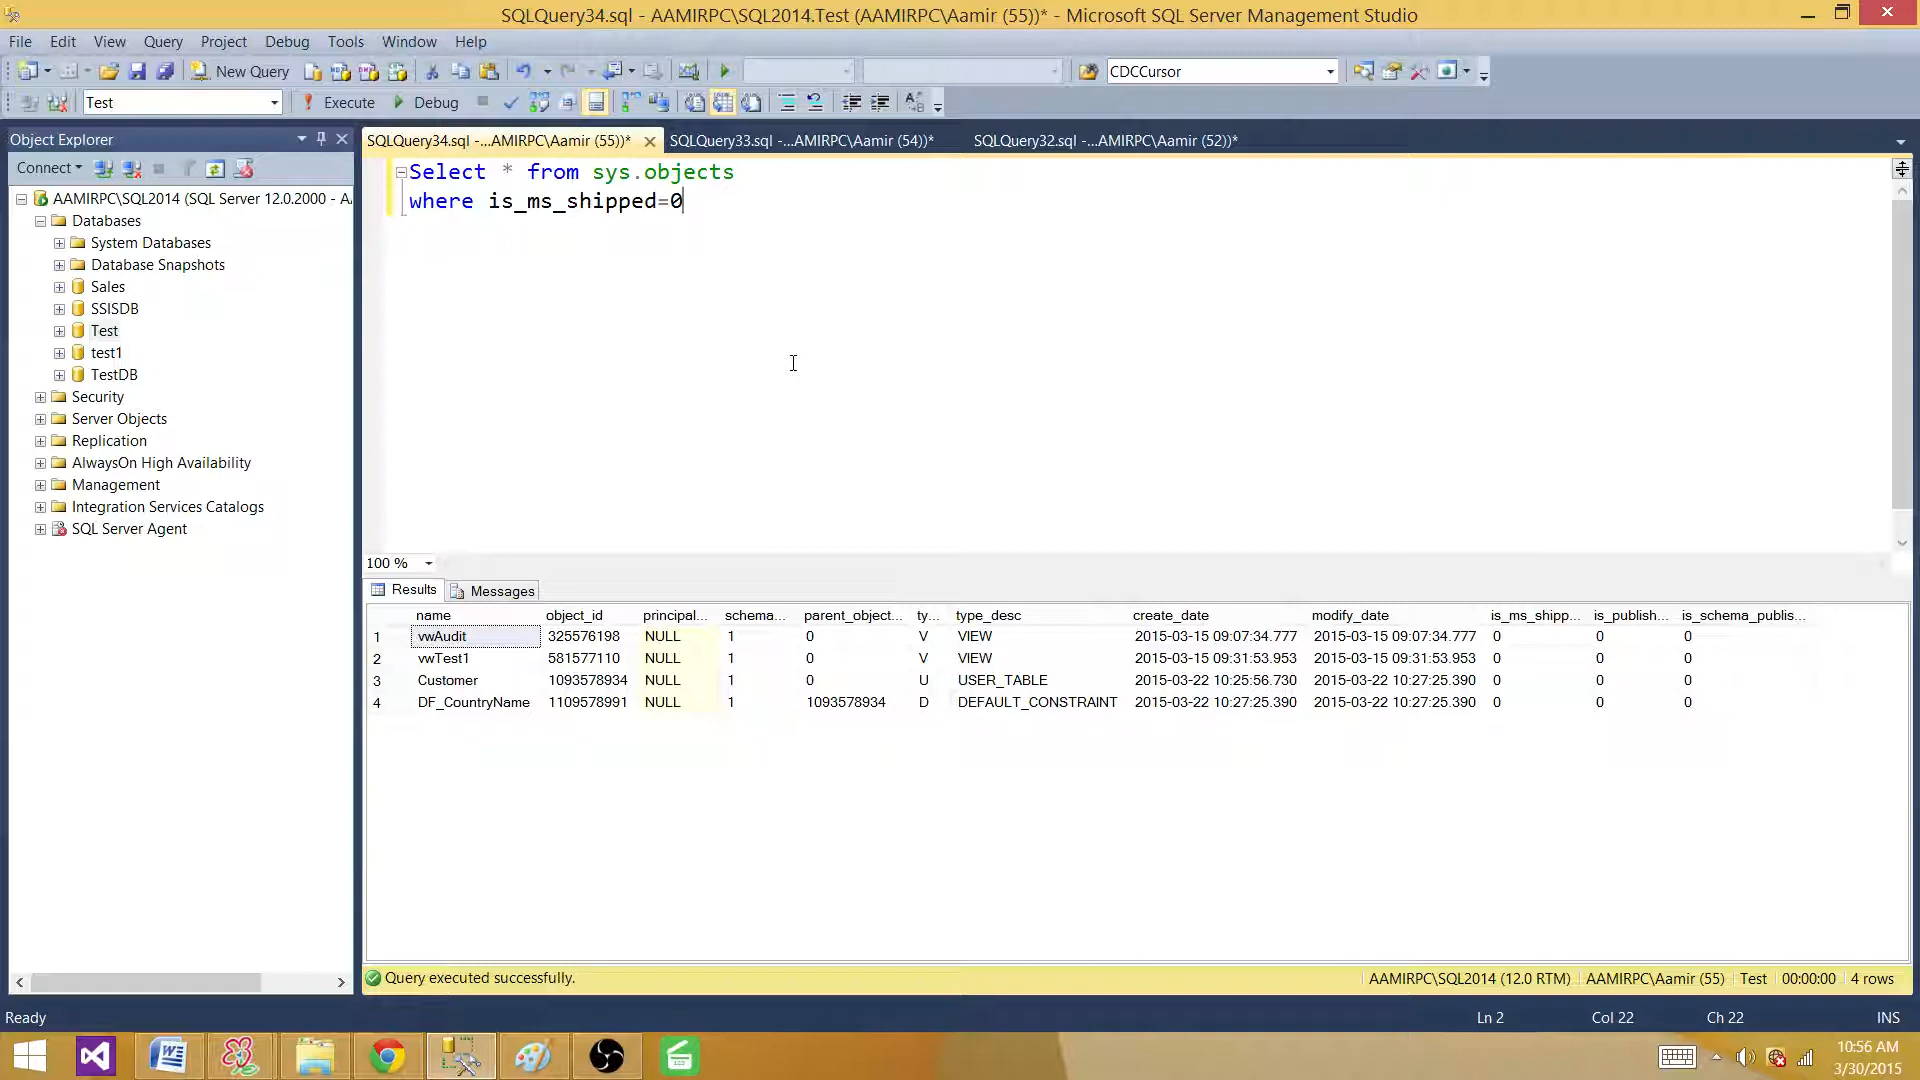 SQLQuery34.sql - AAMIRPC\SQL2014.Test (AAMIRPC\Aamir (55))* - Microsoft SQL Server Management Studio
File Edit View Query Project Debug Tools Window Help
New Query CDCCursor
Test Execute Debug
Object Explorer
Connect
AAMIRPC\SQL2014 (SQL Server 12.0.2000 - A
Databases
System Databases
Database Snapshots
Sales
SSISDB
Test
test1
TestDB
Security
Server Objects
Replication
AlwaysOn High Availability
Management
Integration Services Catalogs
SQL Server Agent
SQLQuery34.sql -...AMIRPC\Aamir (55))* SQLQuery33.sql -...AMIRPC\Aamir (54))* SQLQuery32.sql -...AMIRPC\Aamir (52))*
Select * from sys.objects
where is_ms_shipped=0
100 %
Results Messages
name object_id principal... schema... parent_object... ty... type_desc create_date modify_date is_ms_shipp... is_publish... is_schema_publis...
1 vwAudit 325576198 NULL 1 0 V VIEW 2015-03-15 09:07:34.777 2015-03-15 09:07:34.777 0 0 0
2 vwTest1 581577110 NULL 1 0 V VIEW 2015-03-15 09:31:53.953 2015-03-15 09:31:53.953 0 0 0
3 Customer 1093578934 NULL 1 0 U USER_TABLE 2015-03-22 10:25:56.730 2015-03-22 10:27:25.390 0 0 0
4 DF_CountryName 1109578991 NULL 1 1093578934 D DEFAULT_CONSTRAINT 2015-03-22 10:27:25.390 2015-03-22 10:27:25.390 0 0 0
Query executed successfully. AAMIRPC\SQL2014 (12.0 RTM) AAMIRPC\Aamir (55) Test 00:00:00 4 rows
Ready Ln 2 Col 22 Ch 22 INS
10:56 AM
3/30/2015